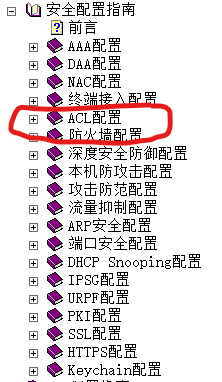 安全配置指南
前言
AAA配置
DAA配置
NAC配置
终端接入配置
ACL配置
防火墙配置
深度安全防御配置
本机防攻击配置
攻击防范配置
流量抑制配置
ARP安全配置
端口安全配置
DHCP Snooping配置
IPSG配置
URPF配置
PKI配置
SSL配置
HTTPS配置
Keychain配置